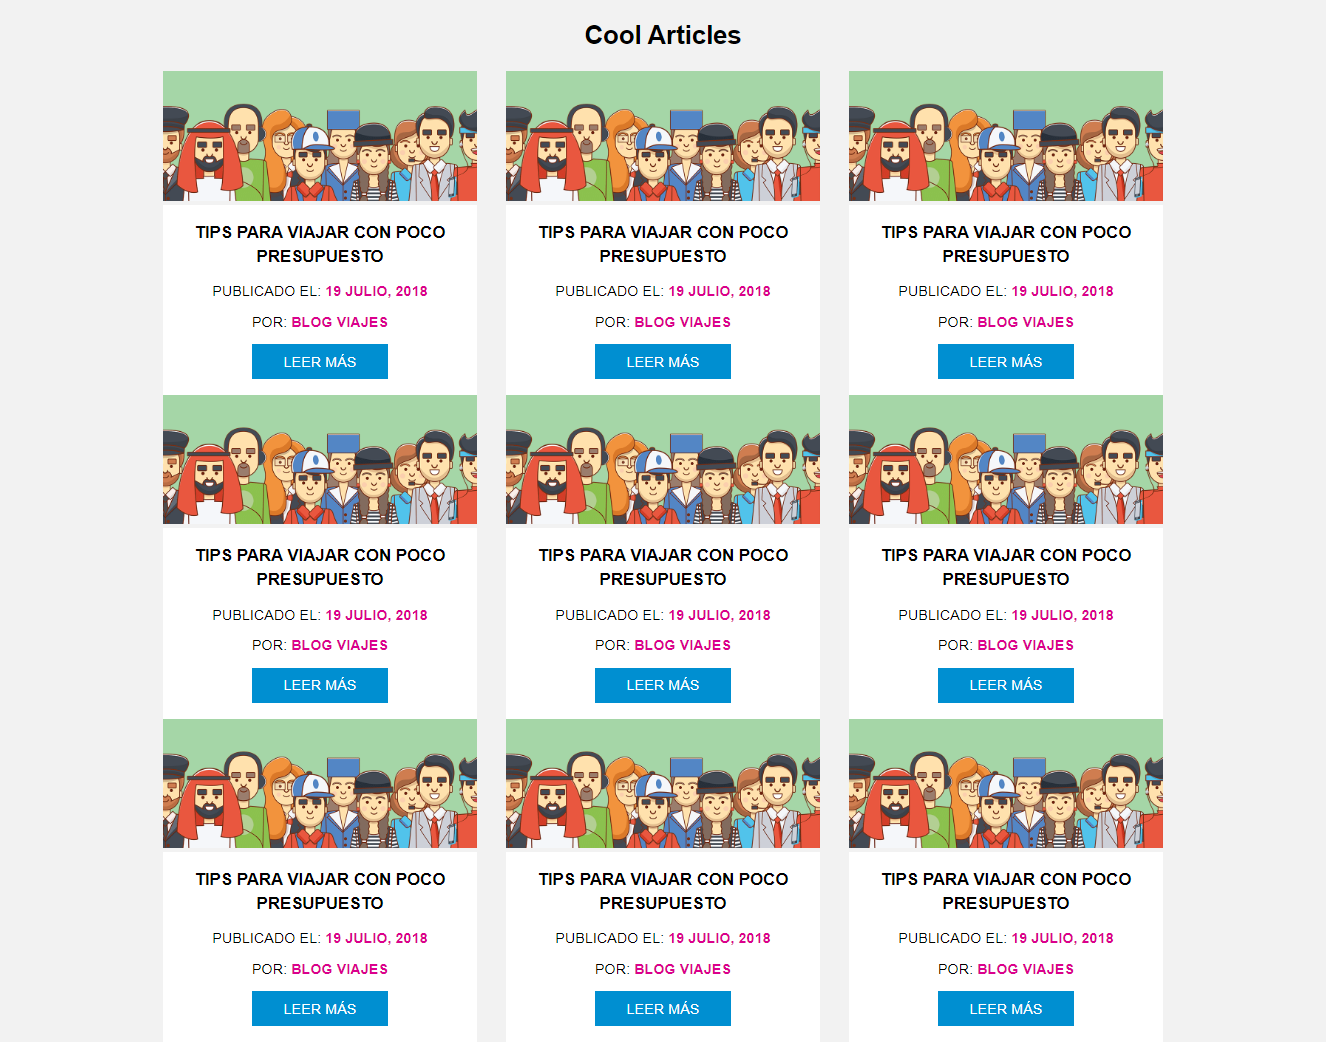 Cool Articles
TIPS PARA VIAJAR CON POCO
PRESUPUESTO
PUBLICADO EL: 19 JULIO, 2018
POR: BLOG VIAJES
LEER MÁS
TIPS PARA VIAJAR CON POCO
PRESUPUESTO
PUBLICADO EL: 19 JULIO, 2018
POR: BLOG VIAJES
LEER MÁS
TIPS PARA VIAJAR CON POCO
PRESUPUESTO
PUBLICADO EL: 19 JULIO, 2018
POR: BLOG VIAJES
LEER MÁS
TIPS PARA VIAJAR CON POCO
PRESUPUESTO
PUBLICADO EL: 19 JULIO, 2018
POR: BLOG VIAJES
LEER MÁS
TIPS PARA VIAJAR CON POCO
PRESUPUESTO
PUBLICADO EL: 19 JULIO, 2018
POR: BLOG VIAJES
LEER MÁS
TIPS PARA VIAJAR CON POCO
PRESUPUESTO
PUBLICADO EL: 19 JULIO, 2018
POR: BLOG VIAJES
LEER MÁS
TIPS PARA VIAJAR CON POCO
PRESUPUESTO
PUBLICADO EL: 19 JULIO, 2018
POR: BLOG VIAJES
LEER MÁS
TIPS PARA VIAJAR CON POCO
PRESUPUESTO
PUBLICADO EL: 19 JULIO, 2018
POR: BLOG VIAJES
LEER MÁS
TIPS PARA VIAJAR CON POCO
PRESUPUESTO
PUBLICADO EL: 19 JULIO, 2018
POR: BLOG VIAJES
LEER MÁS